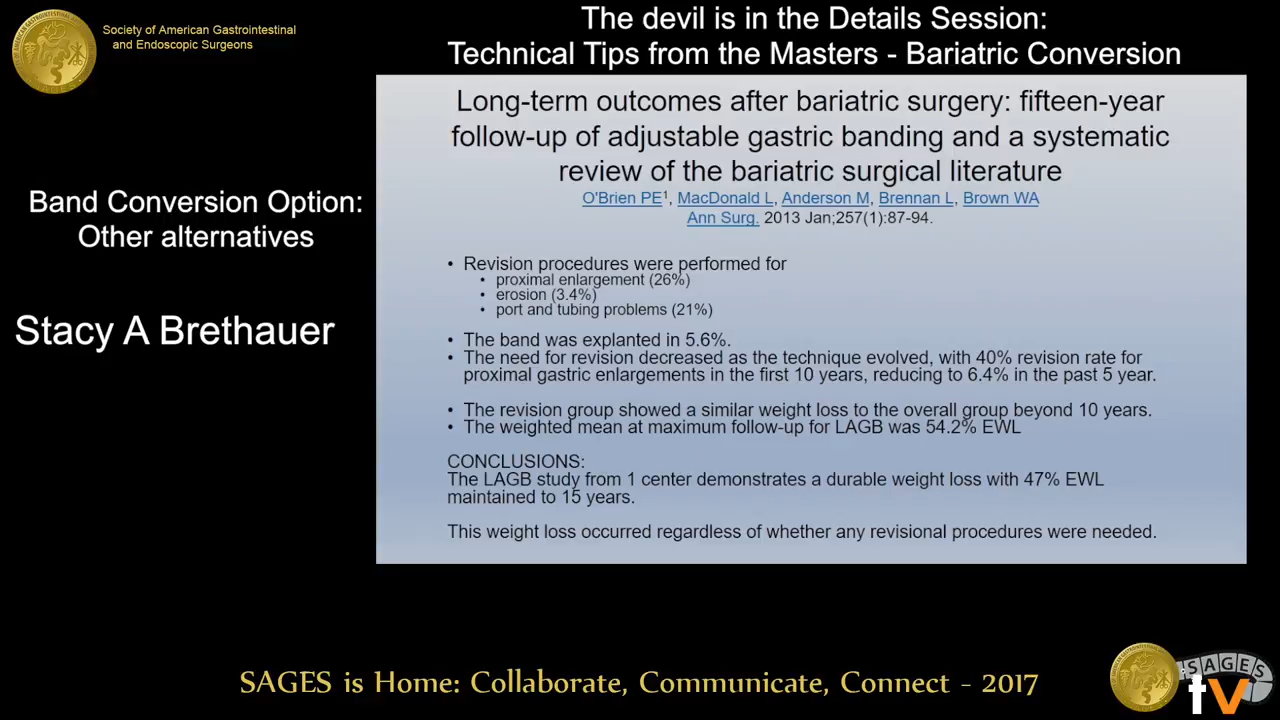 Society of American Gastrointestinal
and Endoscopic Surgeons
The devil is in the Details Session:
Technical Tips from the Masters - Bariatric Conversion
Band Conversion Option:
Other alternatives
Stacy A Brethauer
Long-term outcomes after bariatric surgery: fifteen-year
follow-up of adjustable gastric banding and a systematic
review of the bariatric surgical literature
O'Brien PE1, MacDonald L, Anderson M, Brennan L, Brown WA
Ann Surg. 2013 Jan;257(1):87-94.
• Revision procedures were performed for
• proximal enlargement (26%)
• erosion (3.4%)
• port and tubing problems (21%)
• The band was explanted in 5.6%.
• The need for revision decreased as the technique evolved, with 40% revision rate for
proximal gastric enlargements in the first 10 years, reducing to 6.4% in the past 5 year.
• The revision group showed a similar weight loss to the overall group beyond 10 years.
• The weighted mean at maximum follow-up for LAGB was 54.2% EWL
CONCLUSIONS:
The LAGB study from 1 center demonstrates a durable weight loss with 47% EWL
maintained to 15 years.
This weight loss occurred regardless of whether any revisional procedures were needed.
SAGES is Home: Collaborate, Communicate, Connect - 2017
SAGES
tv